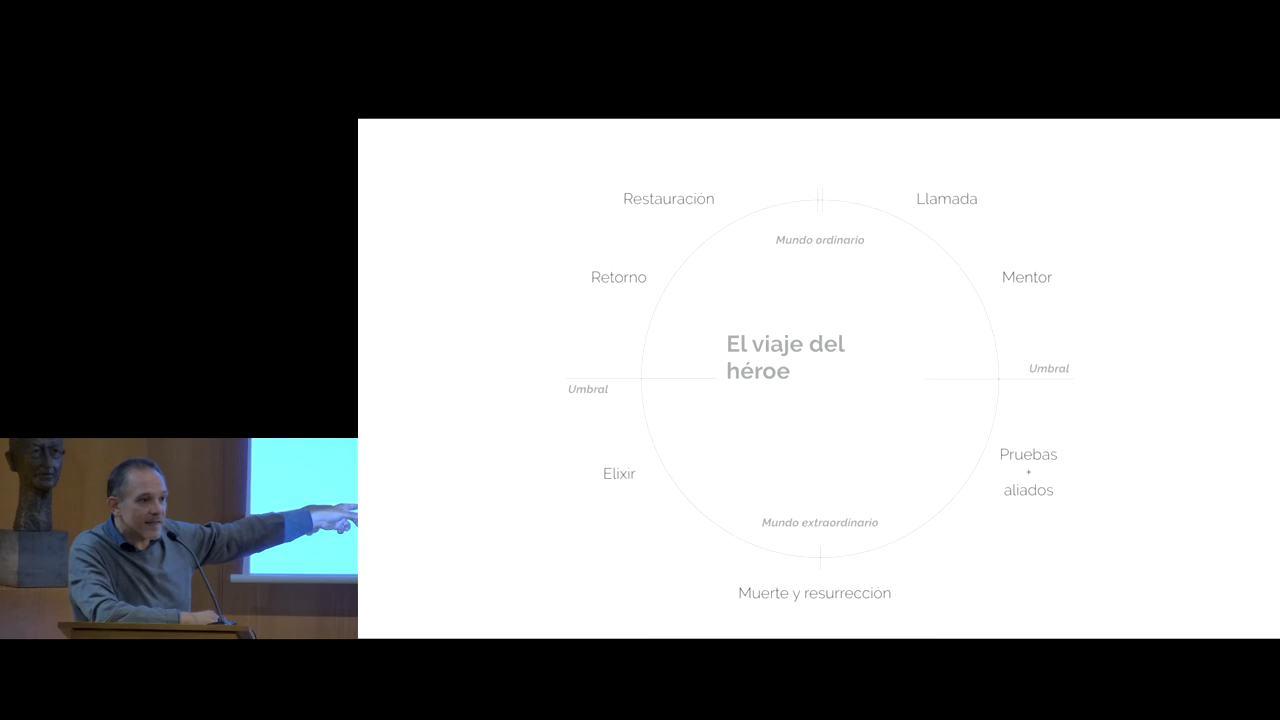 Restauración
Llamada
Mundo ordinario
Retorno
Mentor
El viaje del
héroe
Umbral
Umbral
Pruebas
+
aliados
Elixir
Mundo extraordinario
Muerte y resurrección